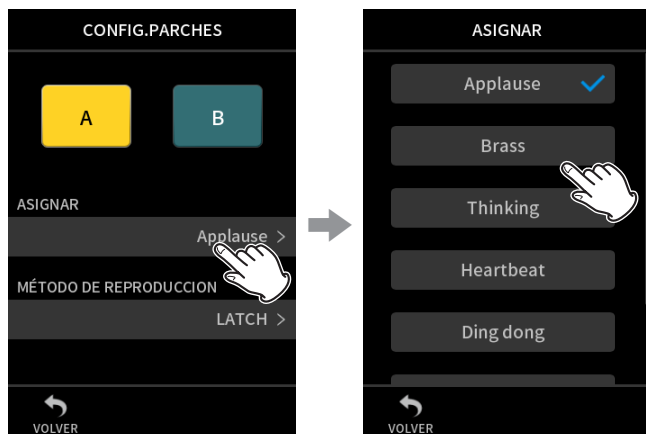 CONFIG.PARCHES
A
B
ASIGNAR
Applause >
MÉTODO DE REPRODUCCION
LATCH >
VOLVER
ASIGNAR
Applause
Brass
Thinking
Heartbeat
Ding dong
VOLVER